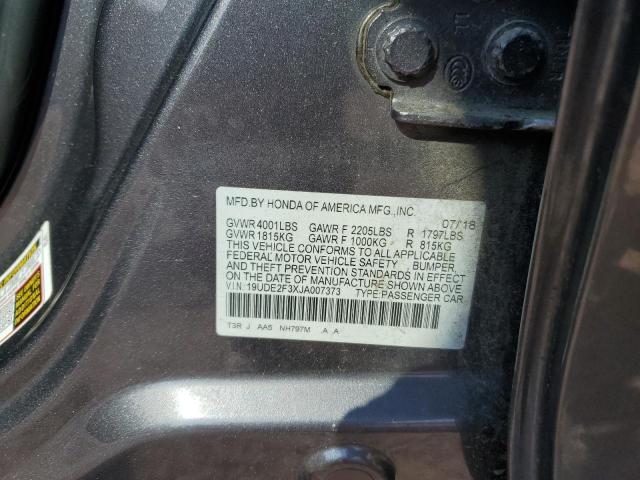 MFD.BY HONDA OF AMERICA MFG.,INC. 07/18
GVWR 4001LBS GAWR F 2205LBS R 1797LBS
GVWR 1815KG GAWR F 1000KG R 815KG
THIS VEHICLE CONFORMS TO ALL APPLICABLE
FEDERAL MOTOR VEHICLE SAFETY , BUMPER,
AND THEFT PREVENTION STANDARDS IN EFFECT
ON THE DATE OF MANUFACTURE SHOWN ABOVE.
V.I.N.:19UDE2F3XJA007373 TYPE:PASSENGER CAR
T3R J AA5 NH797M .A .A